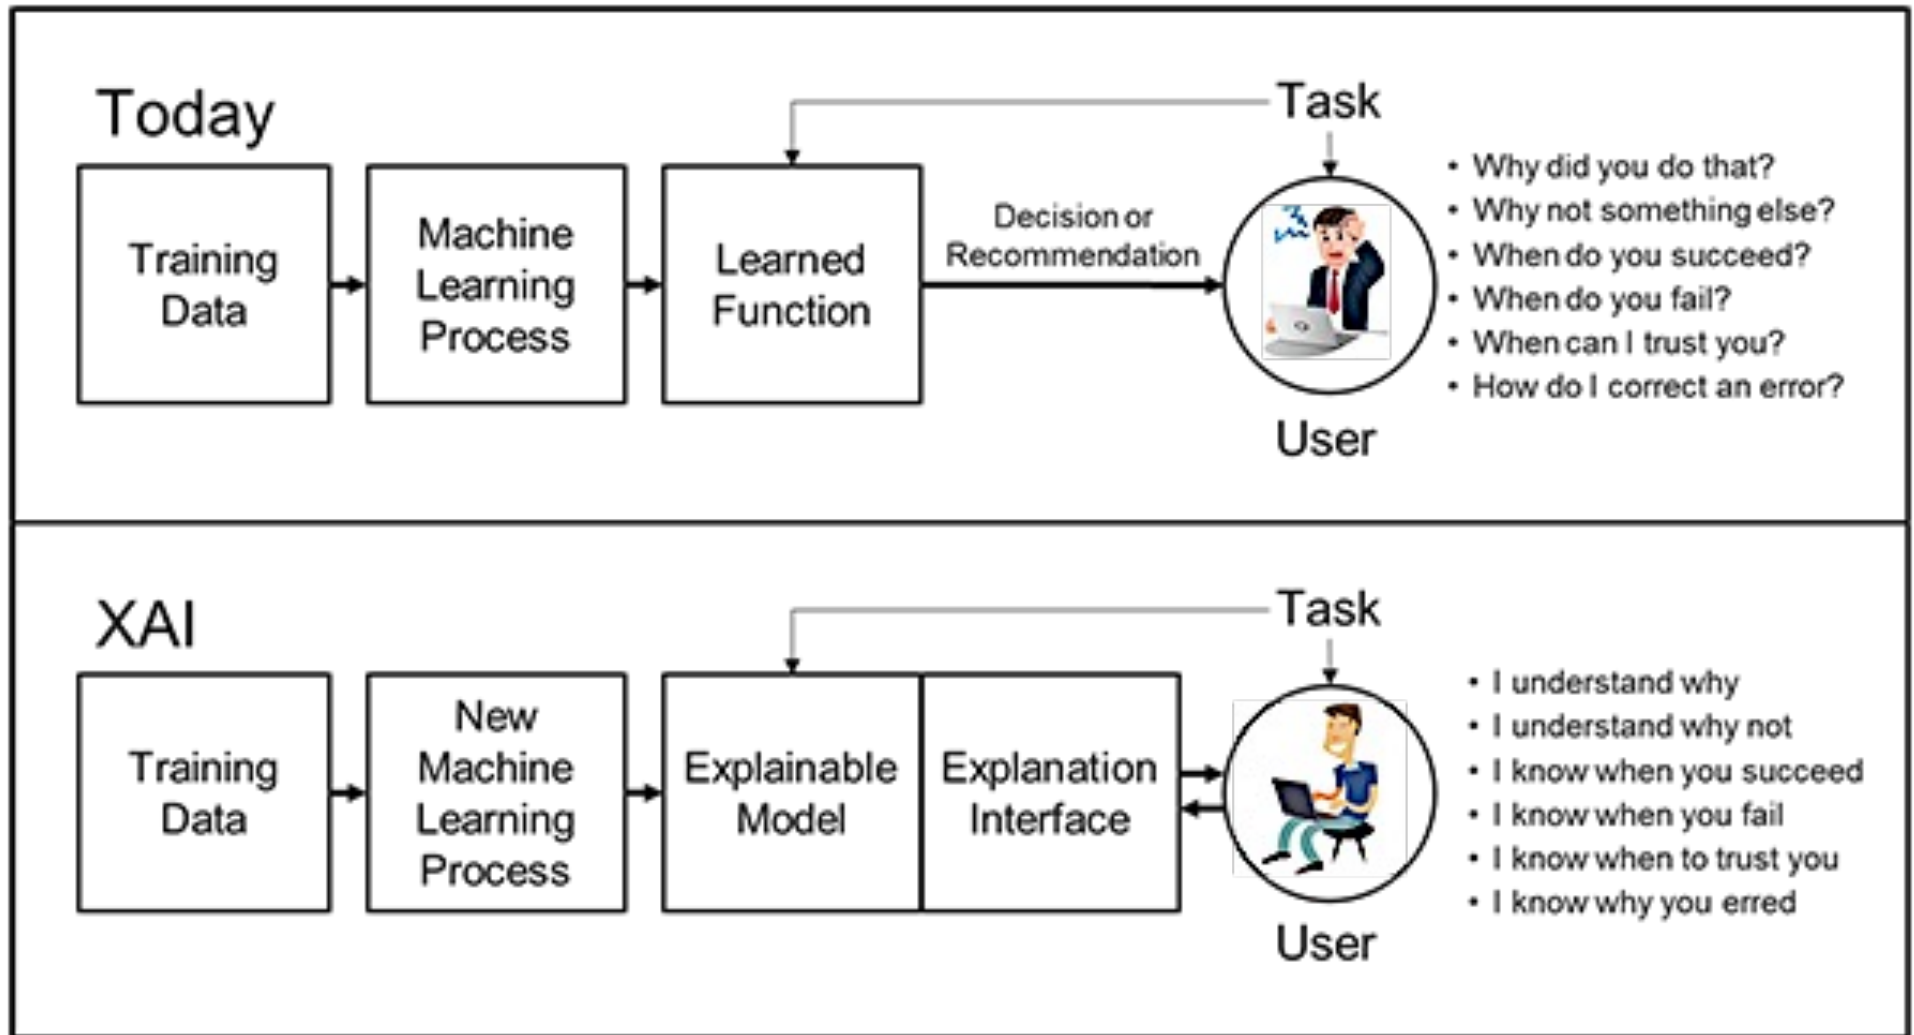 Today
Task
Training
Data
Machine
Learning
Process
Learned
Function
Decision or
Recommendation
• Why did you do that?
• Why not something else?
• When do you succeed?
• When do you fail?
• When can I trust you?
• How do I correct an error?
User
XAI
Task
Training
Data
New
Machine
Learning
Process
Explainable
Model
Explanation
Interface
• I understand why
• I understand why not
• I know when you succeed
• I know when you fail
• I know when to trust you
• I know why you erred
User